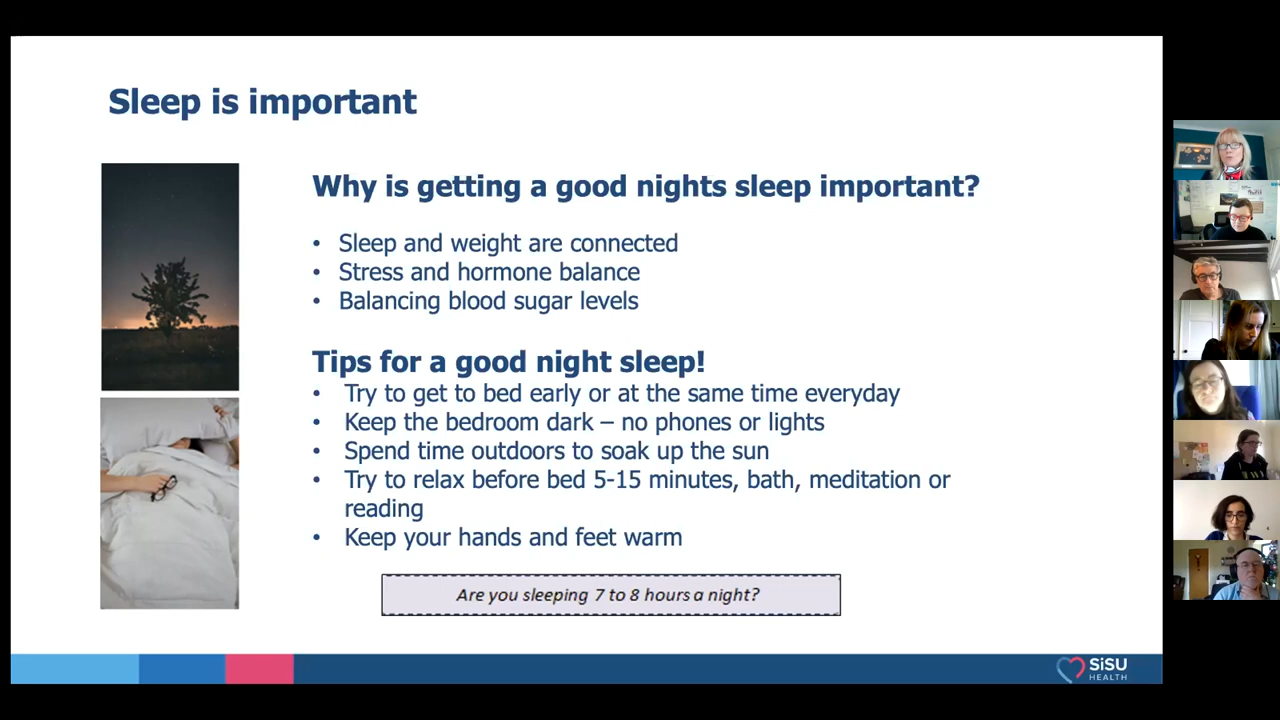 Sleep is important
Why is getting a good nights sleep important?
• Sleep and weight are connected
• Stress and hormone balance
• Balancing blood sugar levels
Tips for a good night sleep!
• Try to get to bed early or at the same time everyday
• Keep the bedroom dark – no phones or lights
• Spend time outdoors to soak up the sun
• Try to relax before bed 5-15 minutes, bath, meditation or
reading
• Keep your hands and feet warm
Are you sleeping 7 to 8 hours a night?
SiSU
HEALTH